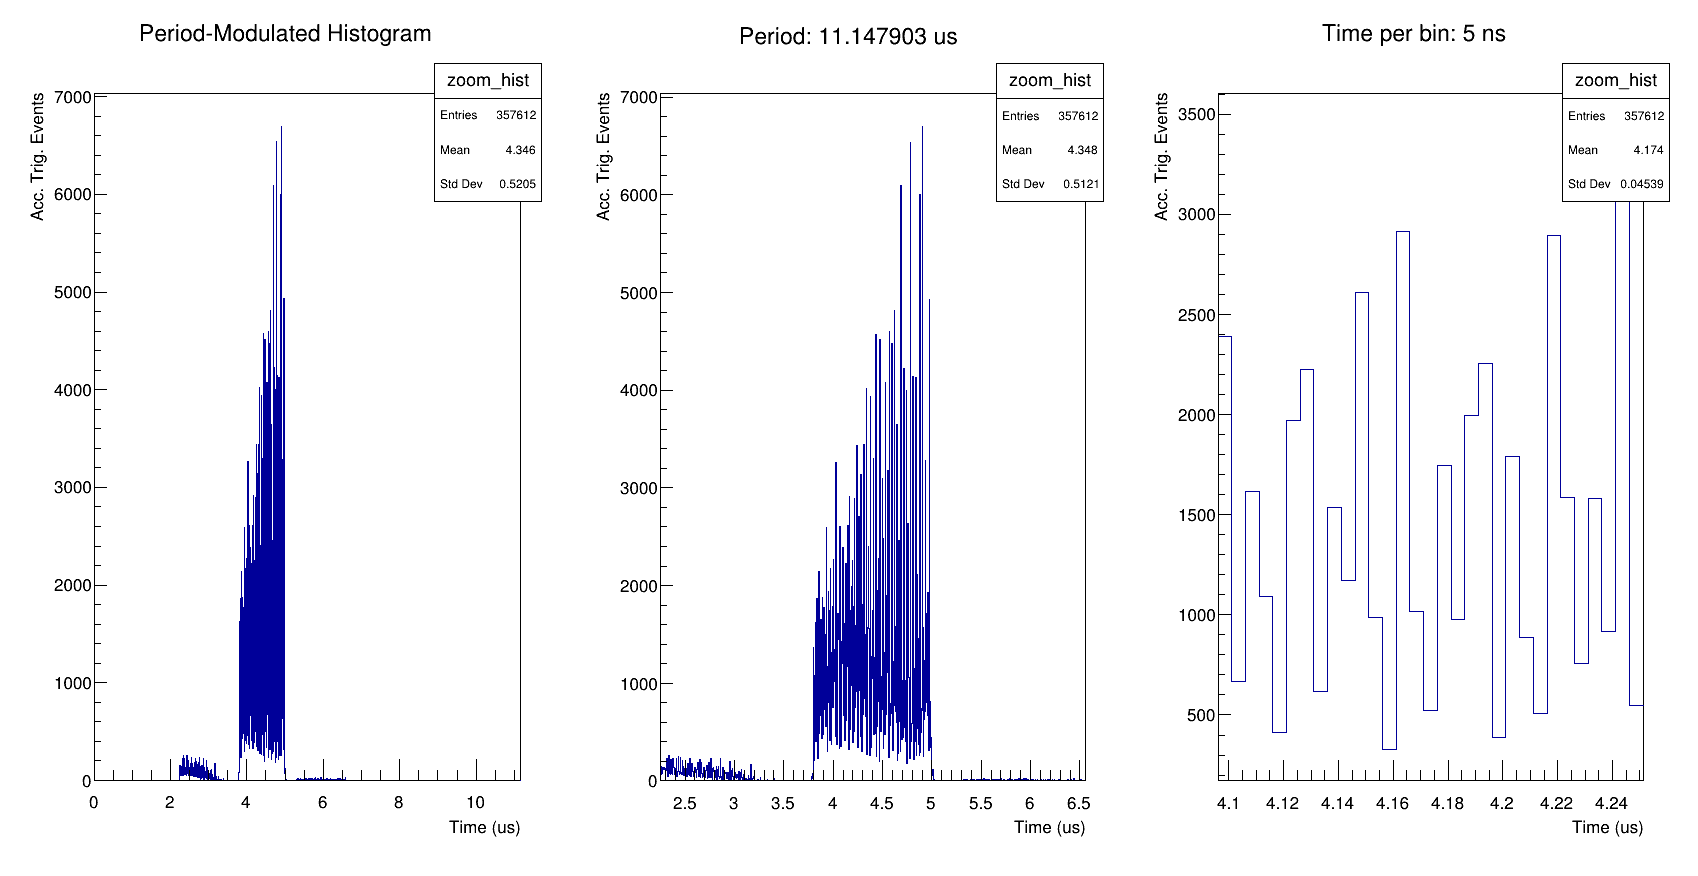 Period-Modulated Histogram
Acc. Trig. Events
7000
6000
5000
4000
3000
2000
1000
0
zoom_hist
Entries 357612
Mean 4.346
Std Dev 0.5205
0 2 4 6 8 10
Time (us)
Period: 11.147903 us
Acc. Trig. Events
7000
6000
5000
4000
3000
2000
1000
0
zoom_hist
Entries 357612
Mean 4.348
Std Dev 0.5121
2.5 3 3.5 4 4.5 5 5.5 6 6.5
Time (us)
Time per bin: 5 ns
Acc. Trig. Events
3500
3000
2500
2000
1500
1000
500
zoom_hist
Entries 357612
Mean 4.174
Std Dev 0.04539
4.1 4.12 4.14 4.16 4.18 4.2 4.22 4.24
Time (us)